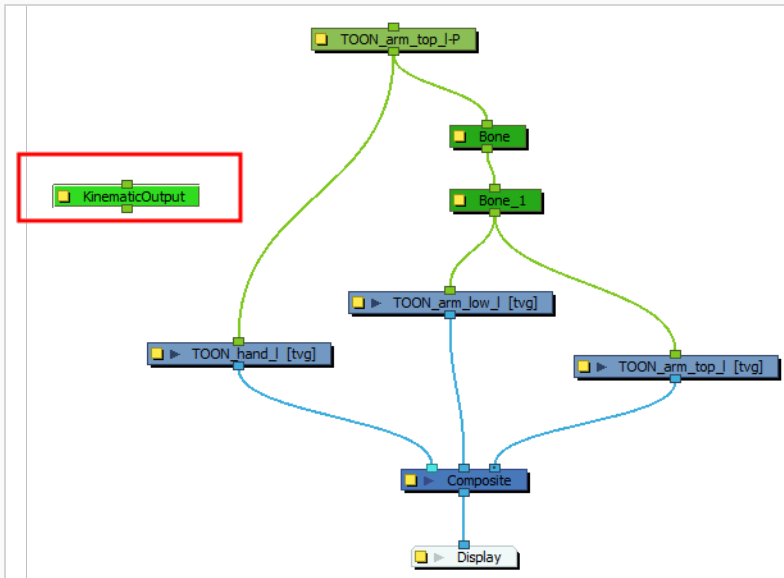 TOON_arm_top_l-P
Bone
KinematicOutput
Bone_1
TOON_arm_low_l [tvg]
TOON_hand_l [tvg]
TOON_arm_top_l [tvg]
Composite
Display